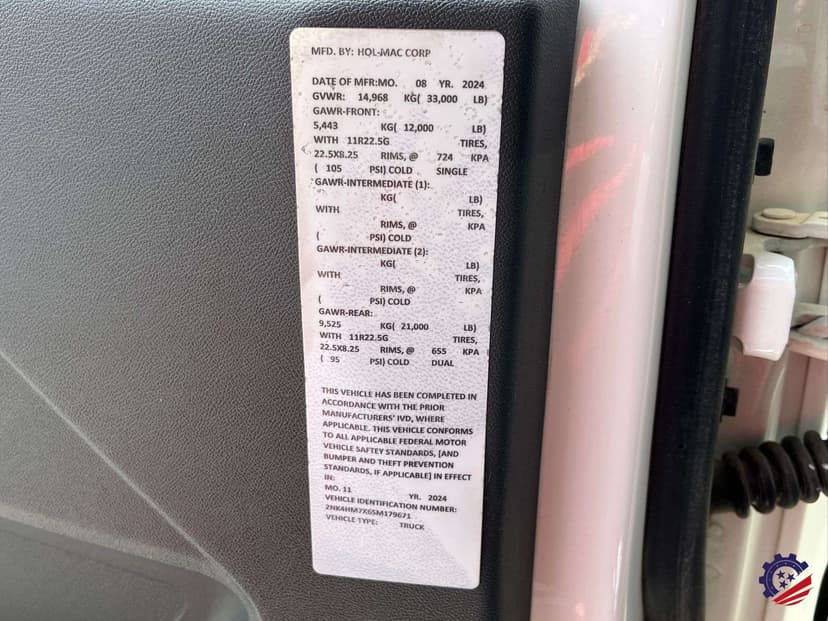 MFD. BY: HOL-MAC CORP
DATE OF MFR:MO. 08 YR. 2024
GVWR: 14,968 KG( 33,000 LB)
GAWR-FRONT:
5,443 KG( 12,000 LB)
WITH 11R22.5G TIRES,
22.5X8.25 RIMS, @ 724 KPA
( 105 PSI) COLD SINGLE
GAWR-INTERMEDIATE (1):
KG( LB)
WITH TIRES,
RIMS, @ KPA
( PSI) COLD
GAWR-INTERMEDIATE (2):
KG( LB)
WITH TIRES,
RIMS, @ KPA
( PSI) COLD
GAWR-REAR:
9,525 KG( 21,000 LB)
WITH 11R22.5G TIRES,
22.5X8.25 RIMS, @ 655 KPA
( 95 PSI) COLD DUAL
THIS VEHICLE HAS BEEN COMPLETED IN
ACCORDANCE WITH THE PRIOR
MANUFACTURERS' IVD, WHERE
APPLICABLE. THIS VEHICLE CONFORMS
TO ALL APPLICABLE FEDERAL MOTOR
VEHICLE SAFTEY STANDARDS, [AND
BUMPER AND THEFT PREVENTION
STANDARDS, IF APPLICABLE] IN EFFECT
IN:
MO. 11 YR. 2024
VEHICLE IDENTIFICATION NUMBER:
2NK4HM7X6SM179671
VEHICLE TYPE: TRUCK